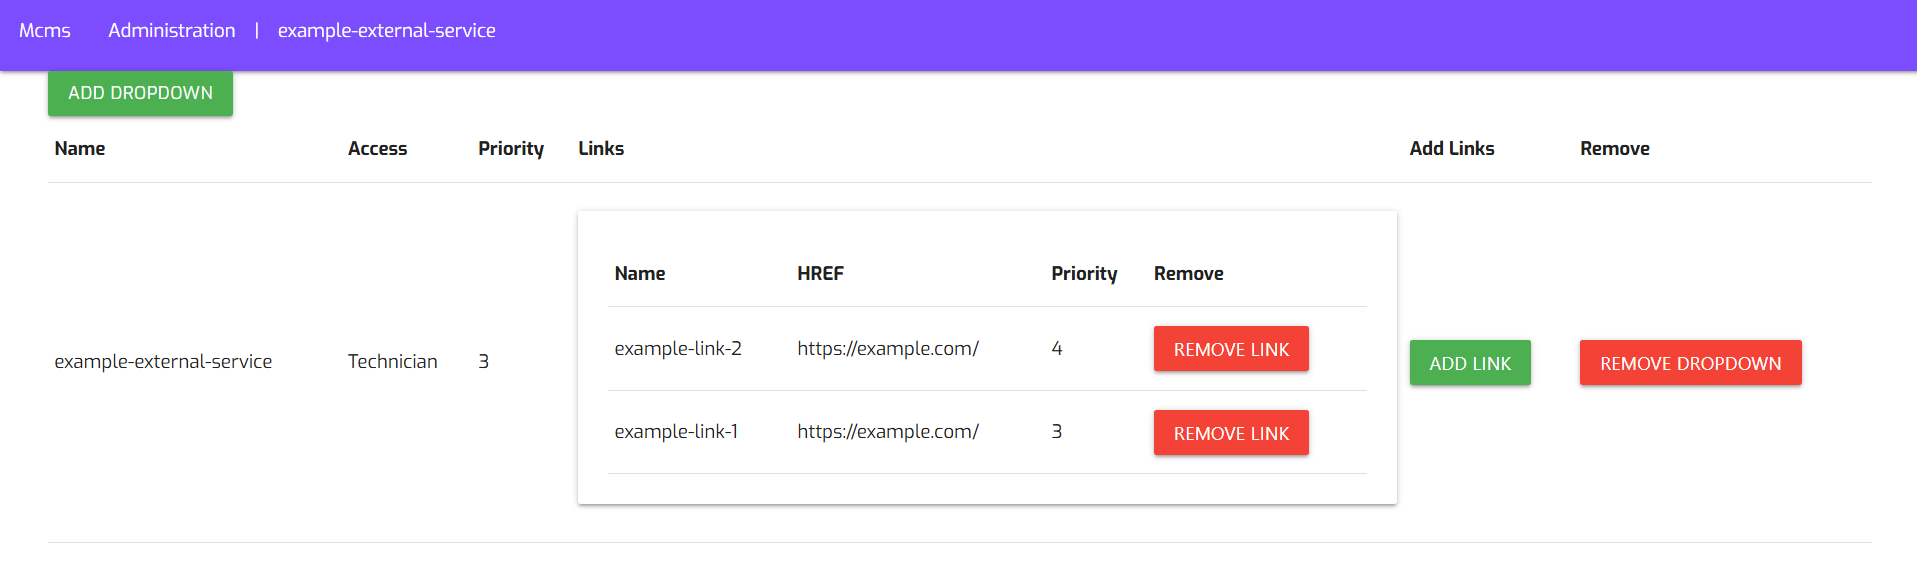 Mcms Administration | example-external-service
ADD DROPDOWN
Name Access Priority Links Add Links Remove
Name HREF Priority Remove
example-link-2 https://example.com/ 4 REMOVE LINK
example-external-service Technician 3 ADD LINK REMOVE DROPDOWN
example-link-1 https://example.com/ 3 REMOVE LINK